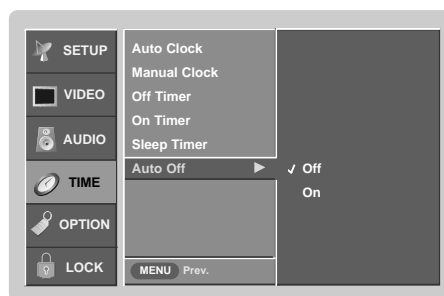 SETUP
VIDEO
AUDIO
TIME
OPTION
LOCK
Auto Clock
Manual Clock
Off Timer
On Timer
Sleep Timer
Auto Off
MENU Prev.
Off
On